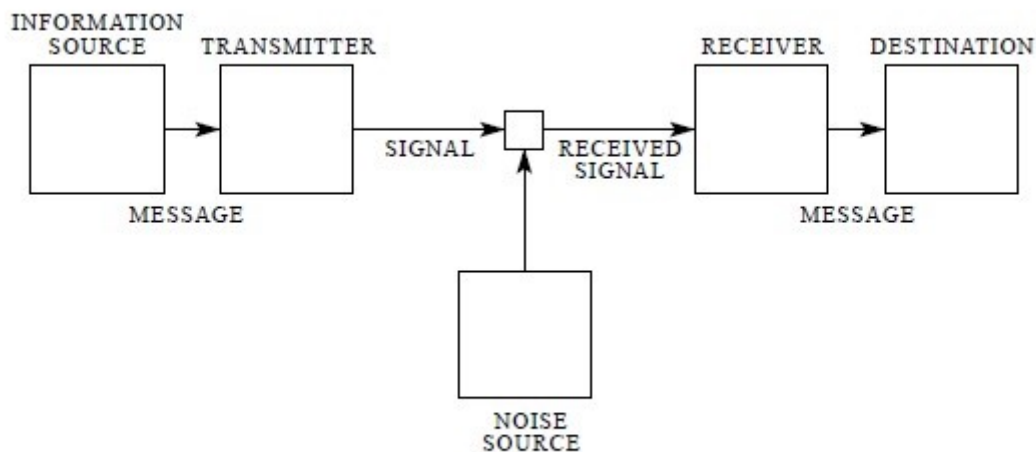 INFORMATION
SOURCE
TRANSMITTER
RECEIVER
DESTINATION
SIGNAL
RECEIVED
SIGNAL
MESSAGE
MESSAGE
NOISE
SOURCE